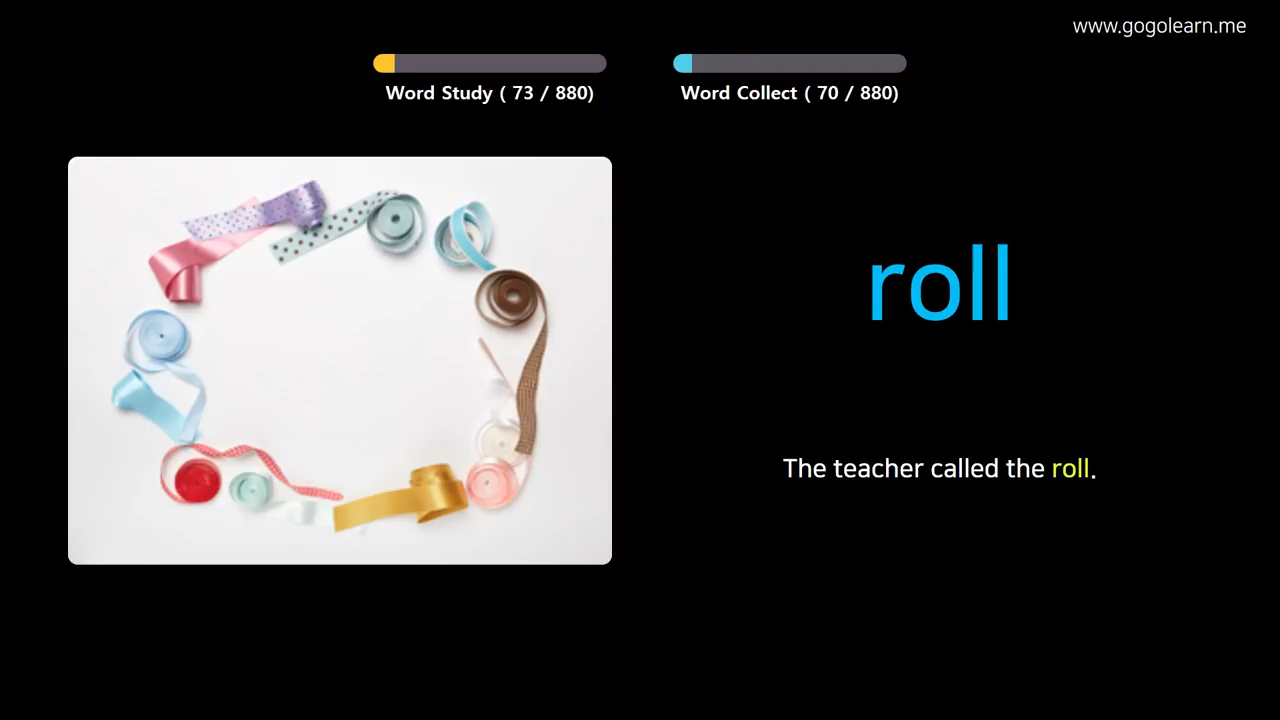 www.gogolearn.me
Word Study ( 73 / 880)
Word Collect ( 70 / 880)
roll
The teacher called the roll.